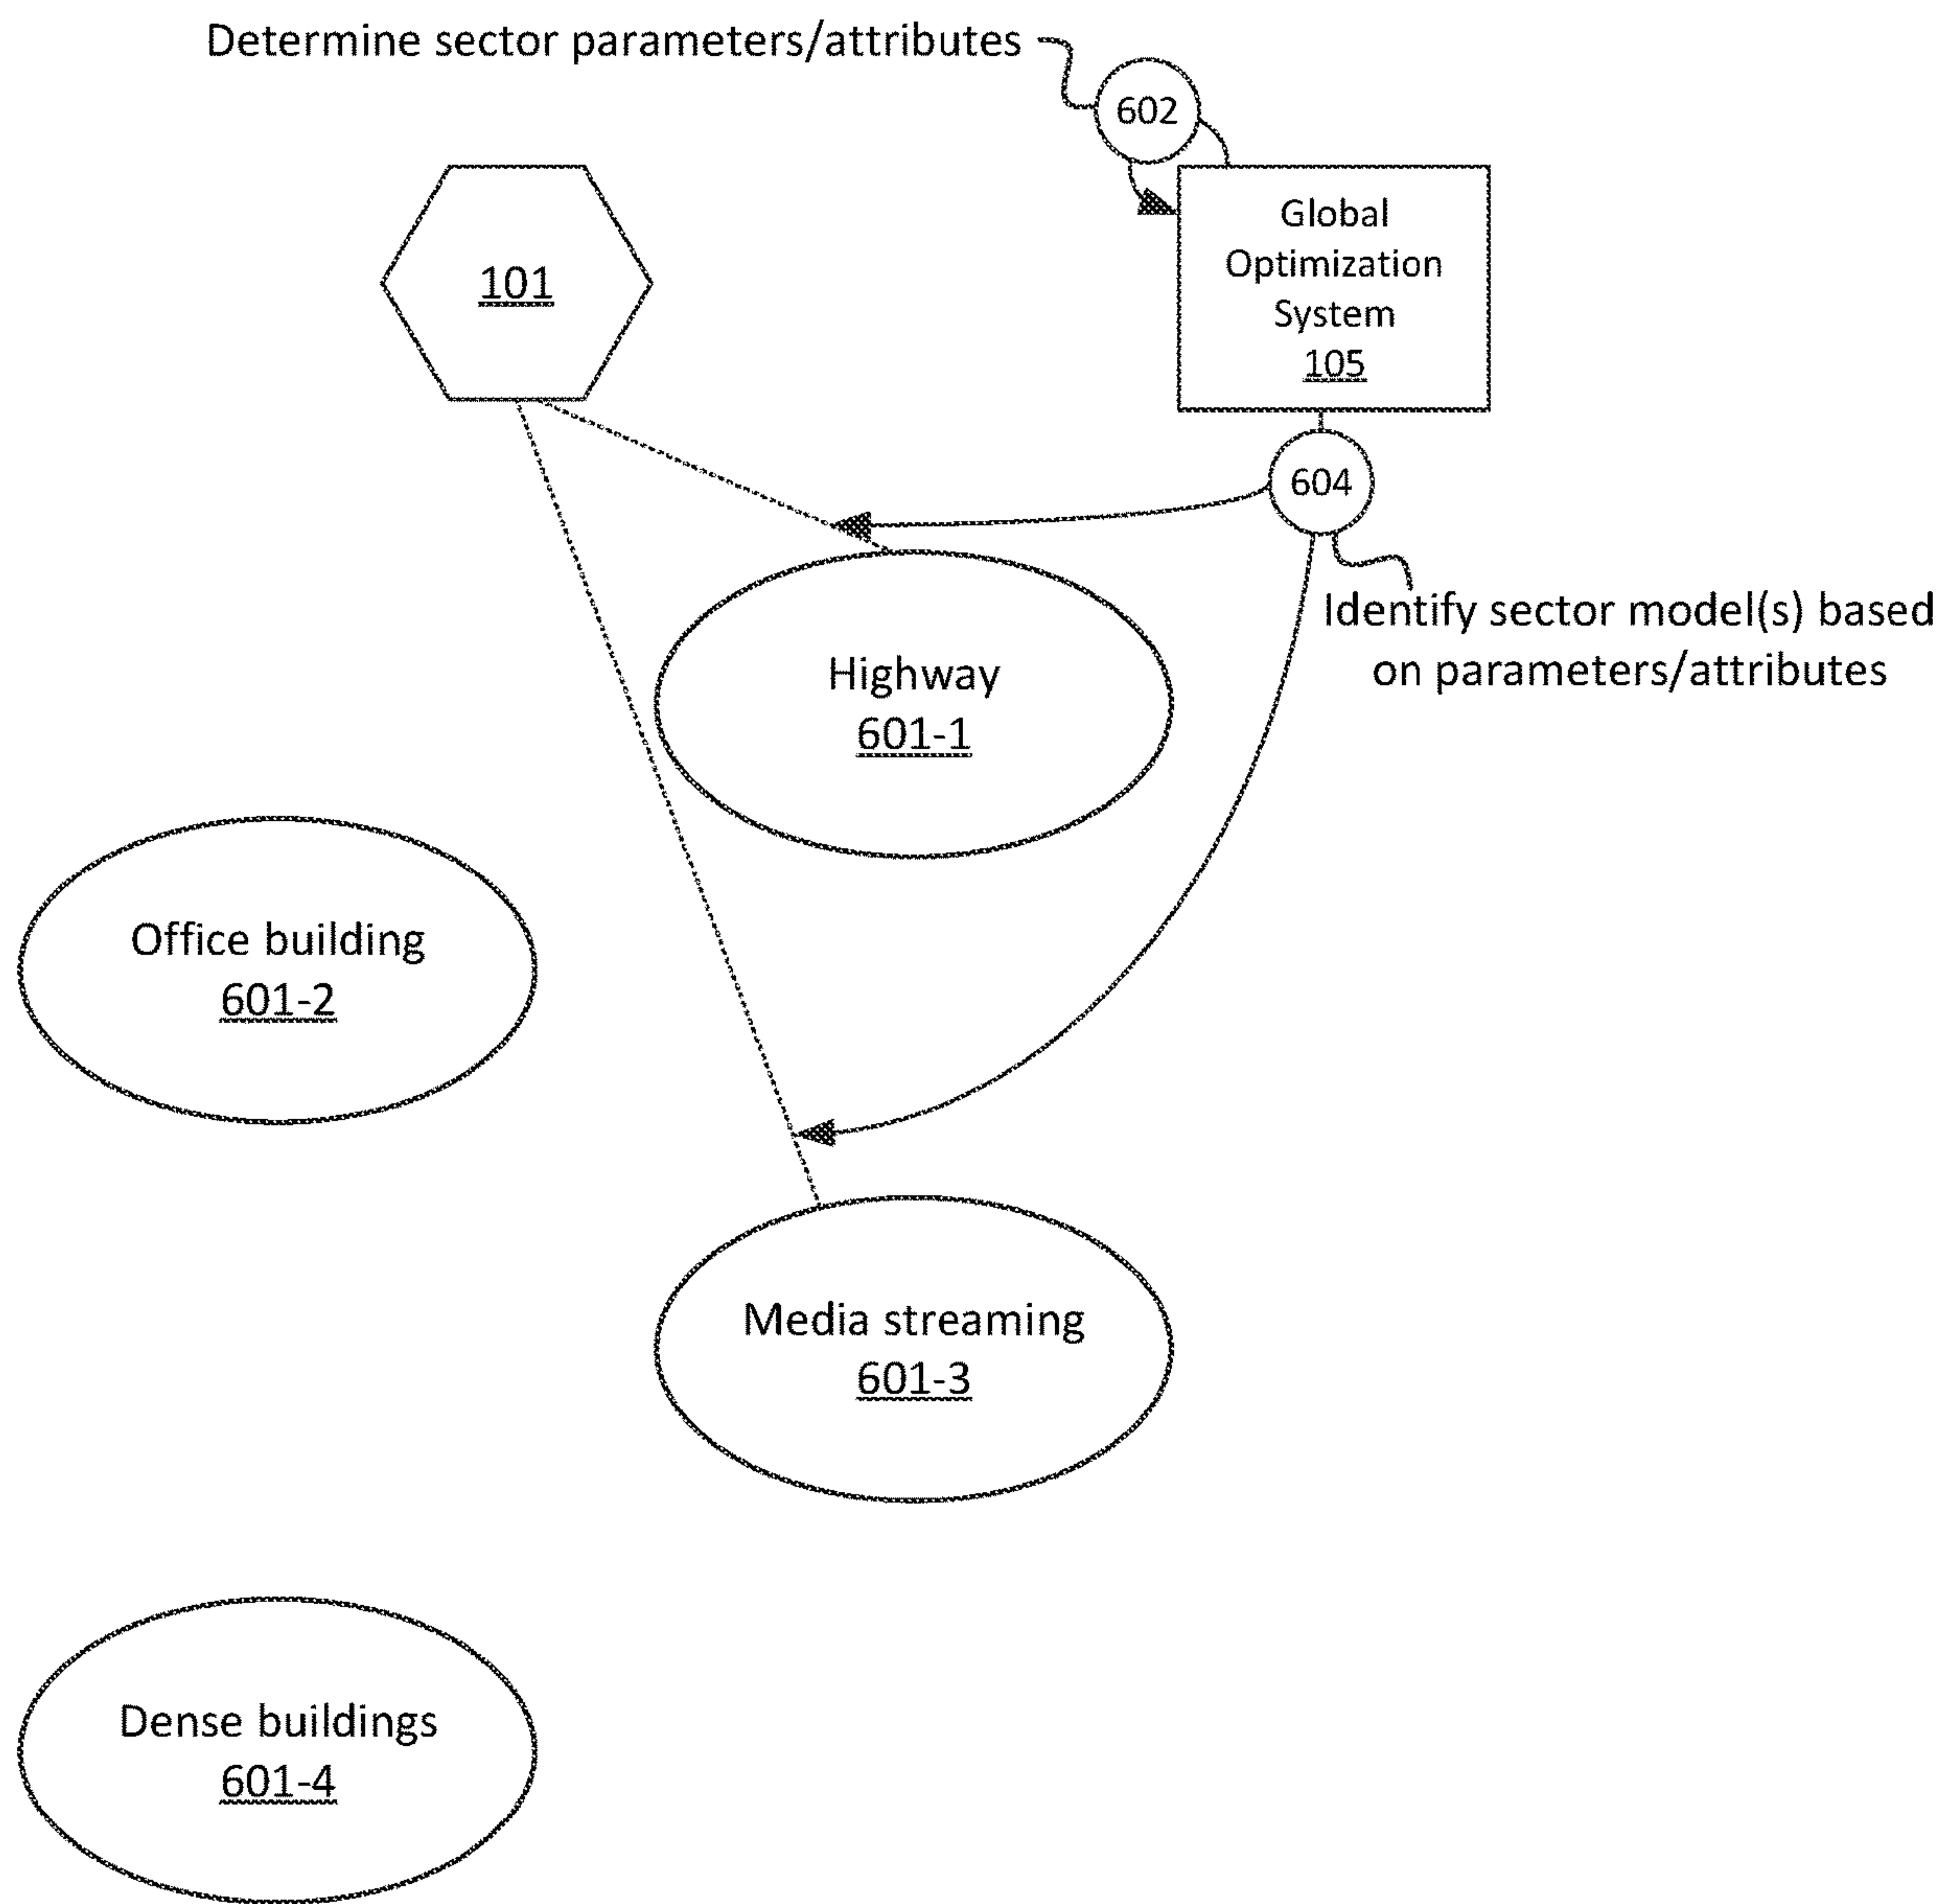 Determine sector parameters/attributes
602
101
Global
Optimization
System
105
604
Identify sector model(s) based
on parameters/attributes
Highway
601-1
Office building
601-2
Media streaming
601-3
Dense buildings
601-4